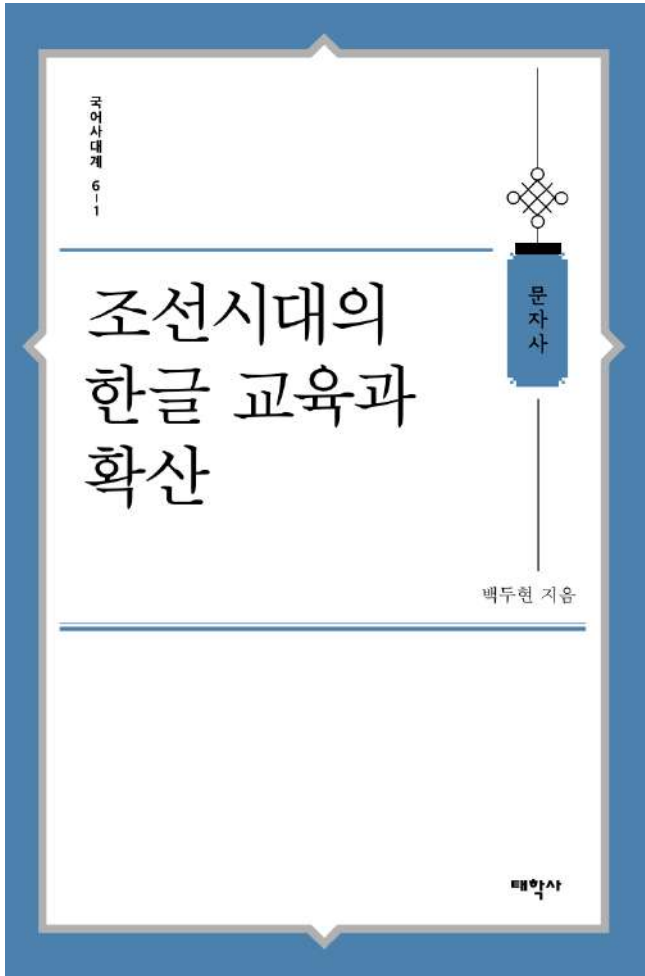 국어사대계 6-1
문자사
조선시대의
한글 교육과
확산
백두현 지음
태학사